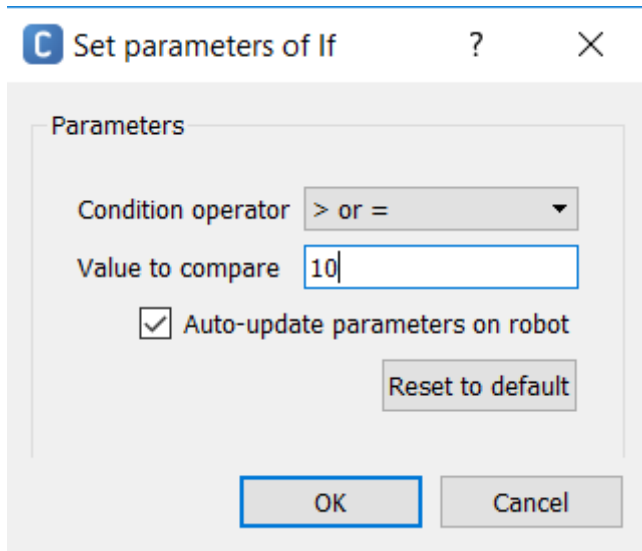 C Set parameters of If ? ×
Parameters
Condition operator > or =
Value to compare 10
Auto-update parameters on robot
Reset to default
OK Cancel